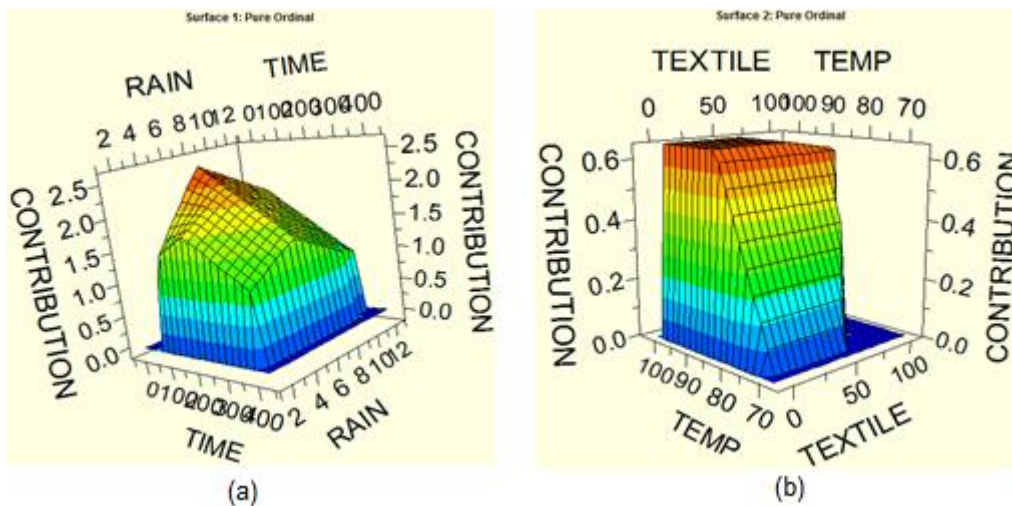 Surface 1: Pure Ordinal
RAIN TIME
2 4 6 8 10 12 0 100 200 300 400
CONTRIBUTION
2.5
2.0
1.5
1.0
0.5
0.0
2.5
2.0
1.5
1.0
0.5
0.0
CONTRIBUTION
0 100 200 300 400
TIME
2 4 6 8 10 12
RAIN
(a)
Surface 2: Pure Ordinal
TEXTILE TEMP
0 50 100 100 90 80 70
CONTRIBUTION
0.6
0.4
0.2
0.0
0.6
0.4
0.2
0.0
CONTRIBUTION
100 90 80 70
TEMP
0 50 100
TEXTILE
(b)